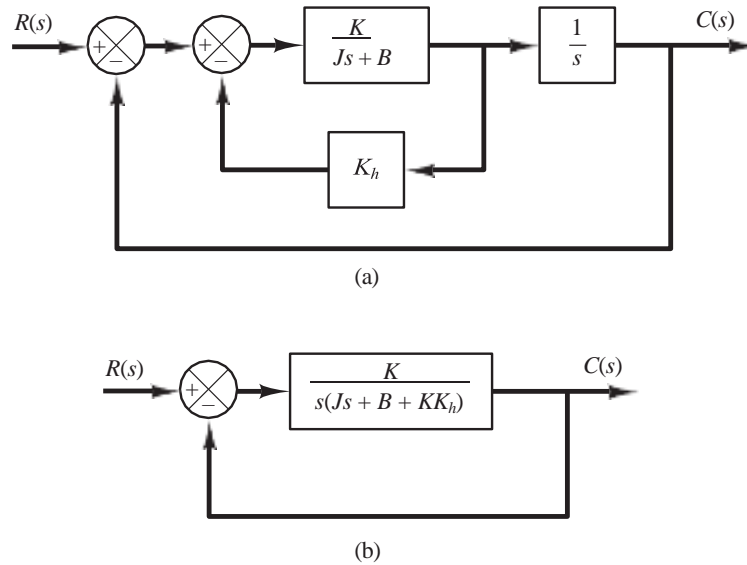 R(s)
+
−
+
−
K
Js + B
1
s
C(s)
K_h
(a)
R(s)
+
−
K
s(Js + B + KK_h)
C(s)
(b)